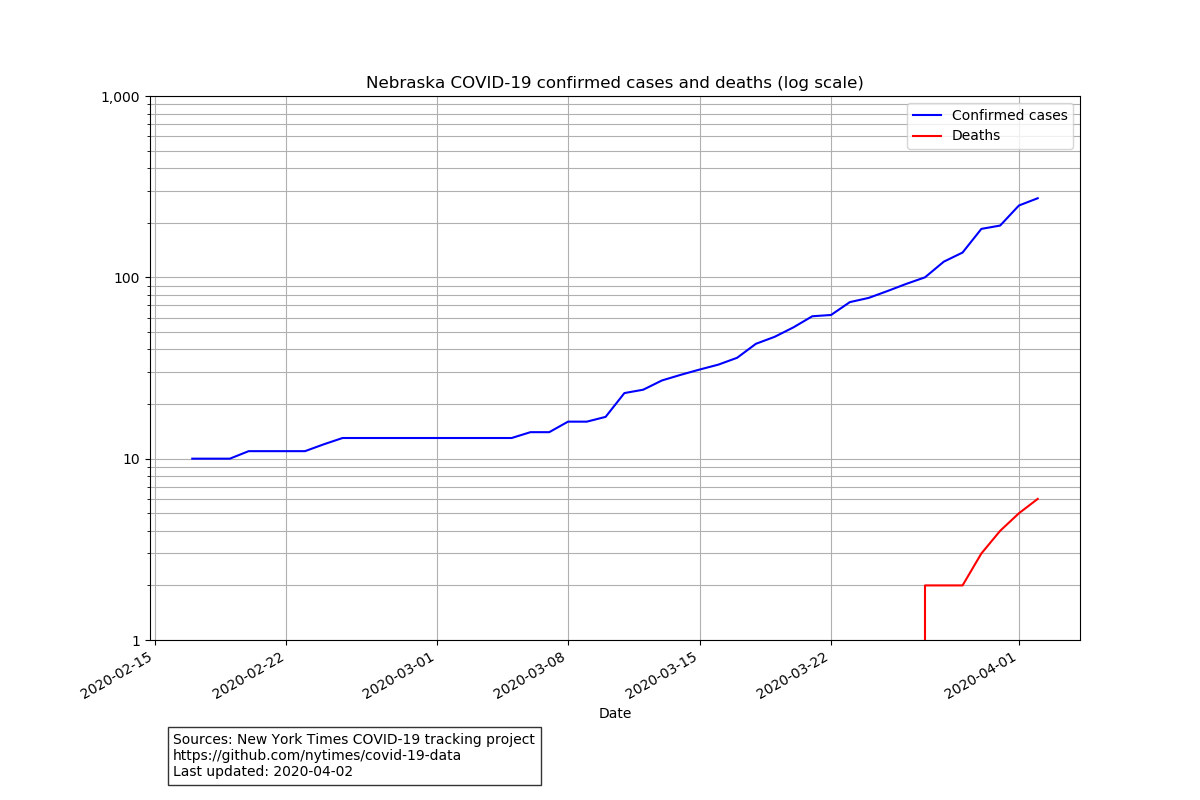 Nebraska COVID-19 confirmed cases and deaths (log scale)
1,000
100
10
1
Confirmed cases
Deaths
2020-02-15
2020-02-22
2020-03-01
2020-03-08
2020-03-15
2020-03-22
2020-04-01
Date
Sources: New York Times COVID-19 tracking project
https://github.com/nytimes/covid-19-data
Last updated: 2020-04-02